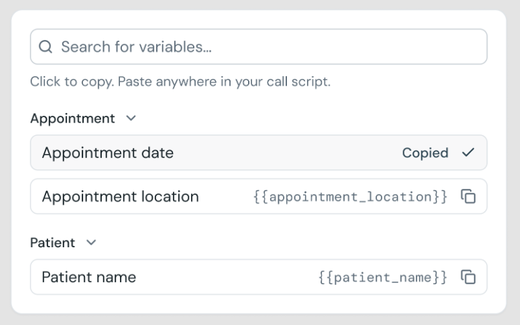 Search for variables...
Click to copy. Paste anywhere in your call script.
Appointment
Appointment date Copied
Appointment location {{appointment_location}}
Patient
Patient name {{patient_name}}